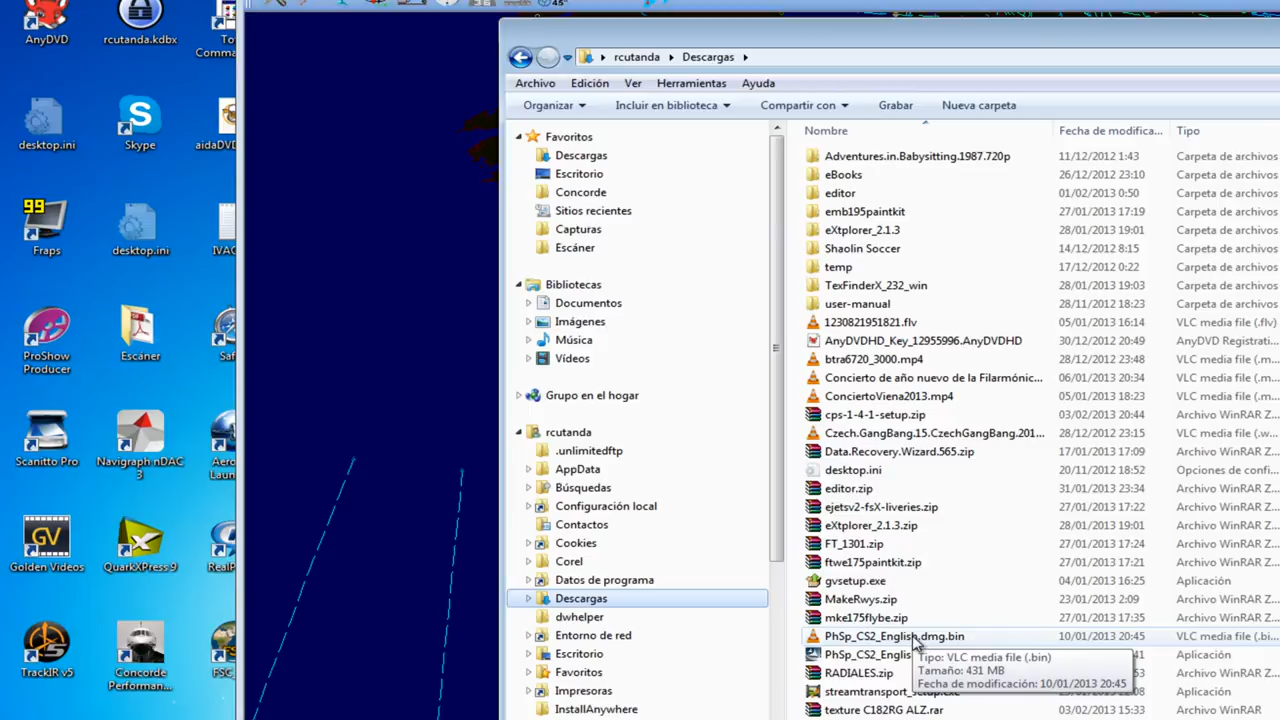 45°
AnyDVD
rcutanda.kdbx
Comma
desktop.ini
Skype
aidaDVD
99
Fraps
desktop.ini
IVAC
ProShow
Producer
Escáner
Safa
Scanitto Pro
Navigraph nDAC
3
Aero
Laun
GV
Golden Videos
QuarkXPress 9
RealP
TrackIR v5
Concorde
Performan...
FSC_
rcutanda
Descargas
Archivo Edición Ver Herramientas Ayuda
Organizar Incluir en biblioteca Compartir con Grabar Nueva carpeta
Favoritos
Descargas
Escritorio
Concorde
Sitios recientes
Capturas
Escáner
Bibliotecas
Documentos
Imágenes
Música
Vídeos
Grupo en el hogar
rcutanda
.unlimitedftp
AppData
Búsquedas
Configuración local
Contactos
Cookies
Corel
Datos de programa
Descargas
dwhelper
Entorno de red
Escritorio
Favoritos
Impresoras
InstallAnywhere
Nombre Fecha de modifica... Tipo
Adventures.in.Babysitting.1987.720p 11/12/2012 1:43 Carpeta de archivos
eBooks 26/12/2012 23:10 Carpeta de archivos
editor 01/02/2013 0:50 Carpeta de archivos
emb195paintkit 27/01/2013 17:19 Carpeta de archivos
eXtplorer_2.1.3 28/01/2013 19:01 Carpeta de archivos
Shaolin Soccer 14/12/2012 8:15 Carpeta de archivos
temp 17/12/2012 0:22 Carpeta de archivos
TexFinderX_232_win 28/01/2013 19:03 Carpeta de archivos
user-manual 28/11/2012 18:23 Carpeta de archivos
1230821951821.flv 05/01/2013 16:14 VLC media file (.flv)
AnyDVDHD_Key_12955996.AnyDVDHD 30/12/2012 20:49 AnyDVD Registrati...
btra6720_3000.mp4 28/12/2012 23:48 VLC media file (.m...
Concierto de año nuevo de la Filarmónic... 06/01/2013 20:34 VLC media file (.m...
ConciertoViena2013.mp4 05/01/2013 18:23 VLC media file (.m...
cps-1-4-1-setup.zip 03/02/2013 20:44 Archivo WinRAR Z...
Czech.GangBang.15.CzechGangBang.201... 28/12/2012 23:15 VLC media file (.w...
Data.Recovery.Wizard.565.zip 17/01/2013 17:09 Archivo WinRAR Z...
desktop.ini 20/11/2012 18:52 Opciones de confi...
editor.zip 31/01/2013 23:34 Archivo WinRAR Z...
ejetsv2-fsX-liveries.zip 27/01/2013 17:22 Archivo WinRAR Z...
eXtplorer_2.1.3.zip 28/01/2013 19:01 Archivo WinRAR Z...
FT_1301.zip 27/01/2013 17:24 Archivo WinRAR Z...
ftwe175paintkit.zip 27/01/2013 17:21 Archivo WinRAR Z...
gvsetup.exe 04/01/2013 16:25 Aplicación
MakeRwys.zip 28/01/2013 2:09 Archivo WinRAR Z...
mke175flybe.zip 27/01/2013 17:35 Archivo WinRAR Z...
PhSp_CS2_English.dmg.bin 10/01/2013 20:45 VLC media file (.bi...
PhSp_CS2_Englis 41 Aplicación
RADIALES.zip Archivo WinRAR Z...
streamtransport_setup.exe Aplicación
texture C182RG ALZ.rar 03/02/2013 15:33 Archivo WinRAR
Tipo: VLC media file (.bin)
Tamaño: 431 MB
Fecha de modificación: 10/01/2013 20:45